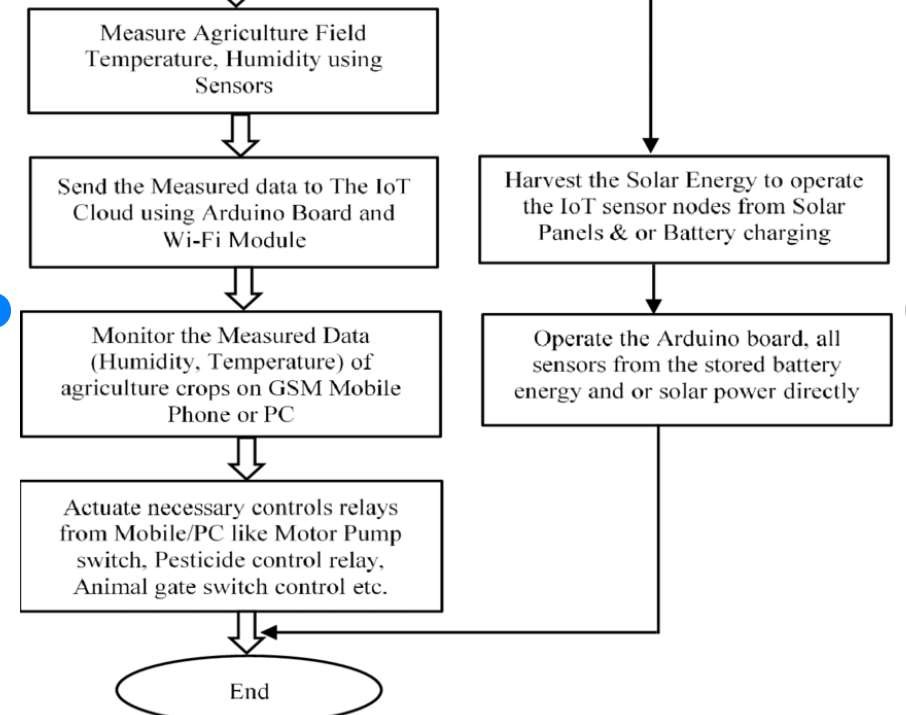 Measure Agriculture Field
Temperature, Humidity using
Sensors
Send the Measured data to The IoT
Cloud using Arduino Board and
Wi-Fi Module
Monitor the Measured Data
(Humidity, Temperature) of
agriculture crops on GSM Mobile
Phone or PC
Actuate necessary controls relays
from Mobile/PC like Motor Pump
switch, Pesticide control relay,
Animal gate switch control etc.
Harvest the Solar Energy to operate
the IoT sensor nodes from Solar
Panels & or Battery charging
Operate the Arduino board, all
sensors from the stored battery
energy and or solar power directly
End